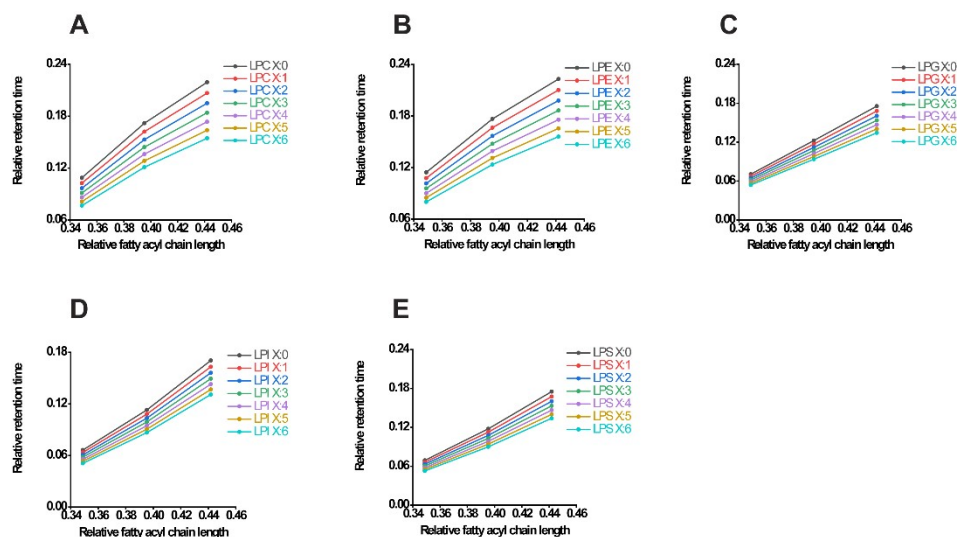 A
Relative retention time
0.24
0.18
0.12
0.06
0.34 0.36 0.38 0.40 0.42 0.44 0.46
Relative fatty acyl chain length
LPC X:0
LPC X:1
LPC X:2
LPC X:3
LPC X:4
LPC X:5
LPC X:6
B
Relative retention time
0.24
0.18
0.12
0.06
0.34 0.36 0.38 0.40 0.42 0.44 0.46
Relative fatty acyl chain length
LPE X:0
LPE X:1
LPE X:2
LPE X:3
LPE X:4
LPE X:5
LPE X:6
C
Relative retention time
0.24
0.18
0.12
0.06
0.00
0.34 0.36 0.38 0.40 0.42 0.44 0.46
Relative fatty acyl chain length
LPG X:0
LPG X:1
LPG X:2
LPG X:3
LPG X:4
LPG X:5
LPG X:6
D
Relative retention time
0.18
0.12
0.06
0.00
0.34 0.36 0.38 0.40 0.42 0.44 0.46
Relative fatty acyl chain length
LPI X:0
LPI X:1
LPI X:2
LPI X:3
LPI X:4
LPI X:5
LPI X:6
E
Relative retention time
0.24
0.18
0.12
0.06
0.00
0.34 0.36 0.38 0.40 0.42 0.44 0.46
Relative fatty acyl chain length
LPS X:0
LPS X:1
LPS X:2
LPS X:3
LPS X:4
LPS X:5
LPS X:6